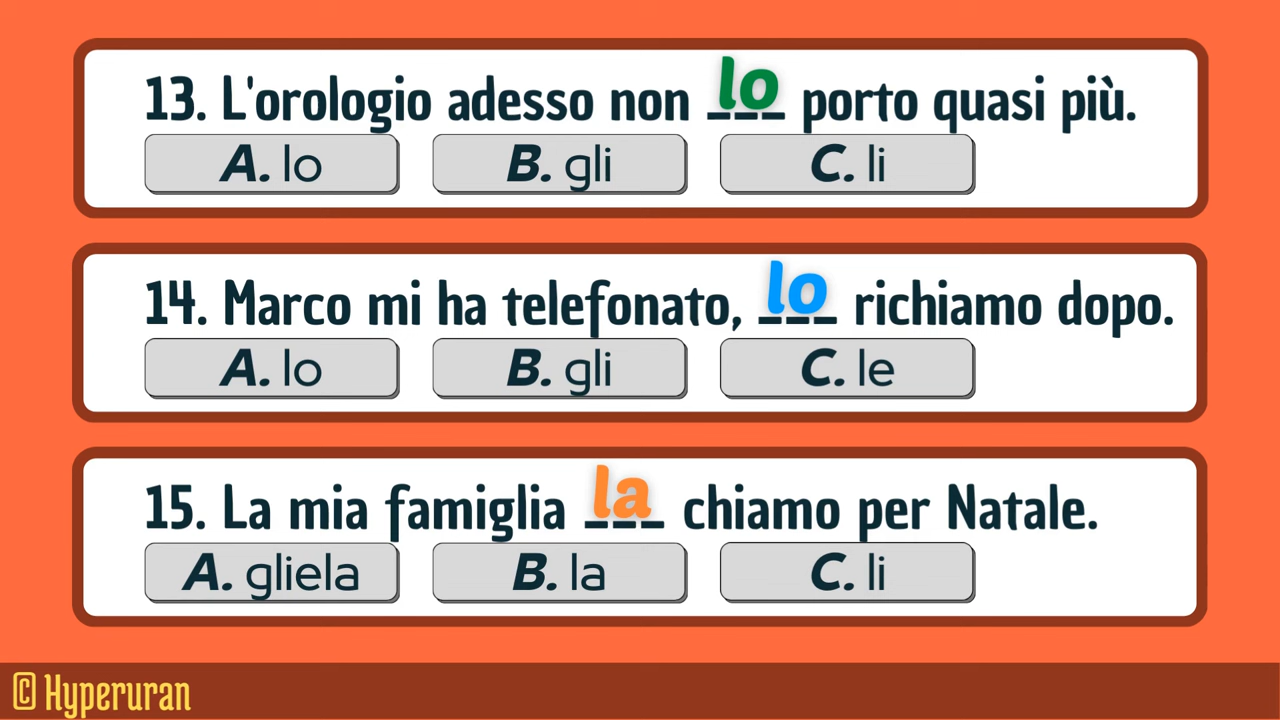 13. L'orologio adesso non lo porto quasi più.
A. lo B. gli C. li
14. Marco mi ha telefonato, lo richiamo dopo.
A. lo B. gli C. le
15. La mia famiglia la chiamo per Natale.
A. gliela B. la C. li
© Hyperuran